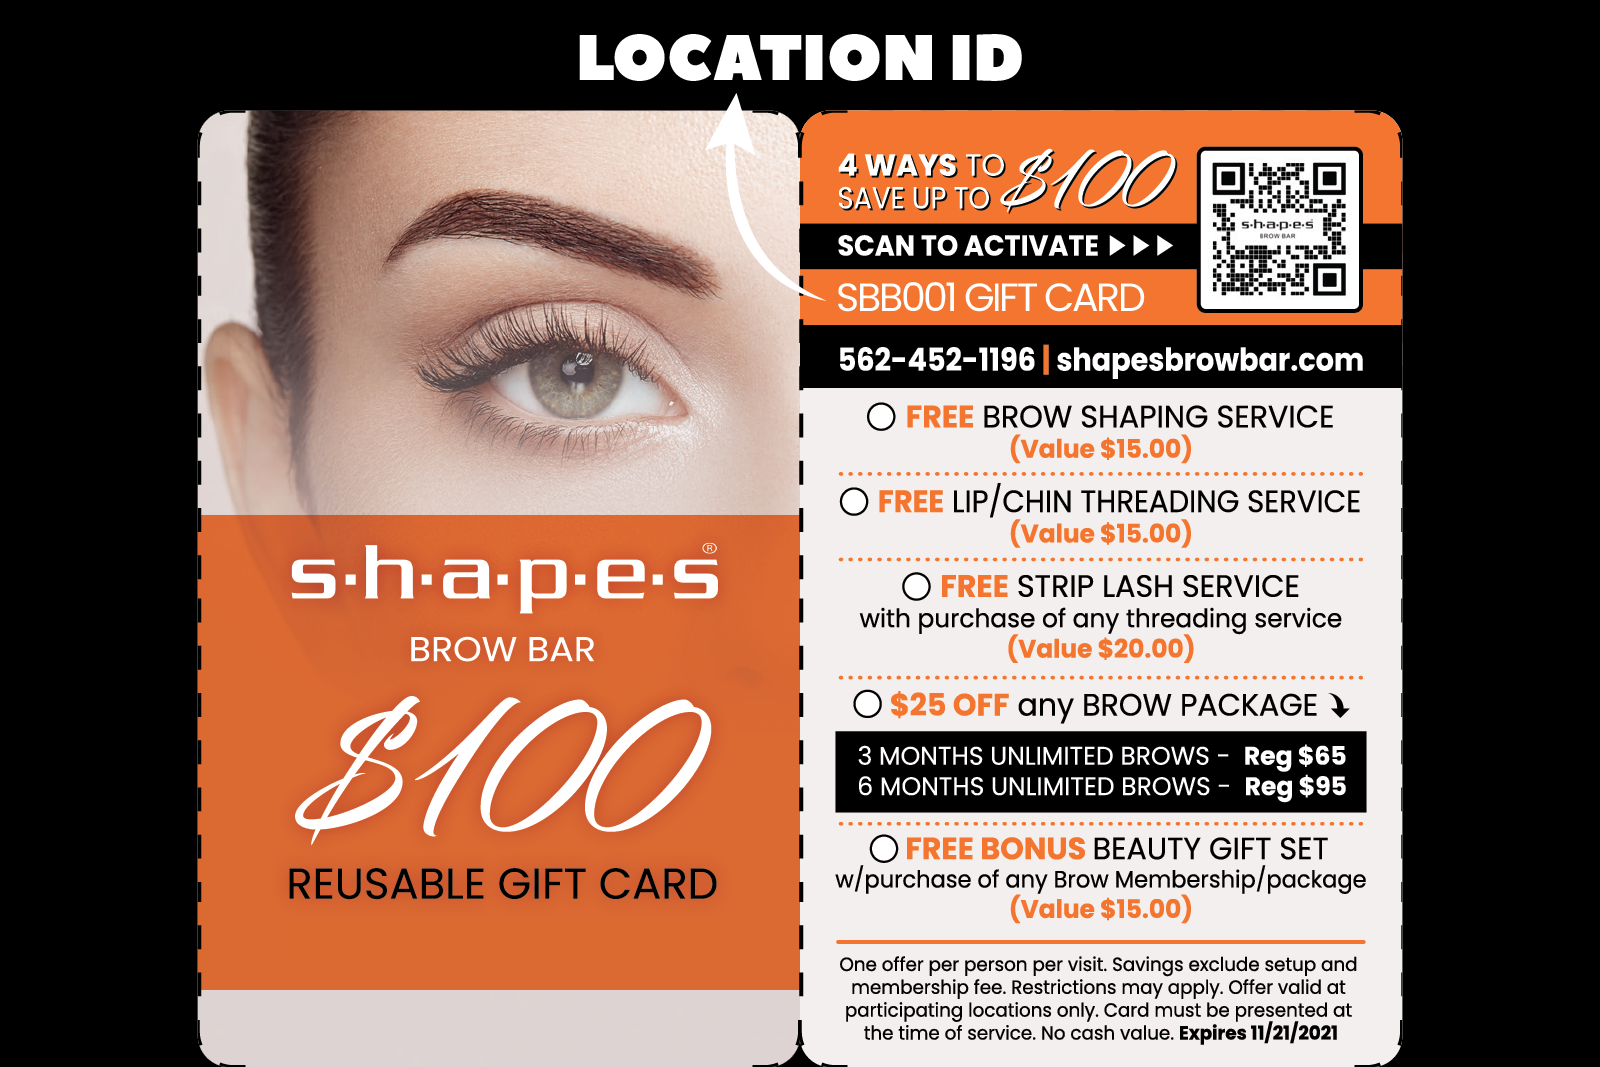 LOCATION ID
s·h·a·p·e·s®
BROW BAR
$100
REUSABLE GIFT CARD
4 WAYS TO
SAVE UP TO $100
SCAN TO ACTIVATE ▶▶▶
SBB001 GIFT CARD
s·h·a·p·e·s
BROW BAR
562-452-1196 | shapesbrowbar.com
FREE BROW SHAPING SERVICE
(Value $15.00)
FREE LIP/CHIN THREADING SERVICE
(Value $15.00)
FREE STRIP LASH SERVICE
with purchase of any threading service
(Value $20.00)
$25 OFF any BROW PACKAGE
3 MONTHS UNLIMITED BROWS - Reg $65
6 MONTHS UNLIMITED BROWS - Reg $95
FREE BONUS BEAUTY GIFT SET
w/purchase of any Brow Membership/package
(Value $15.00)
One offer per person per visit. Savings exclude setup and
membership fee. Restrictions may apply. Offer valid at
participating locations only. Card must be presented at
the time of service. No cash value. Expires 11/21/2021